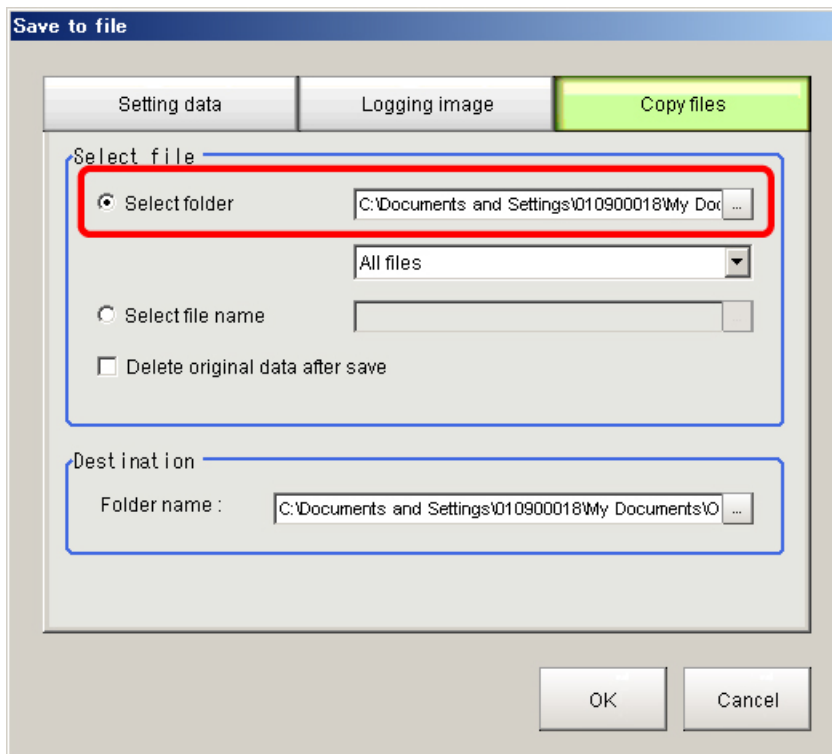 Save to file
Setting data Logging image Copy files
Select file
Select folder C:\Documents and Settings\010900018\My Doc ...
All files
Select file name
Delete original data after save
Destination
Folder name : C:\Documents and Settings\010900018\My Documents\O ...
OK Cancel